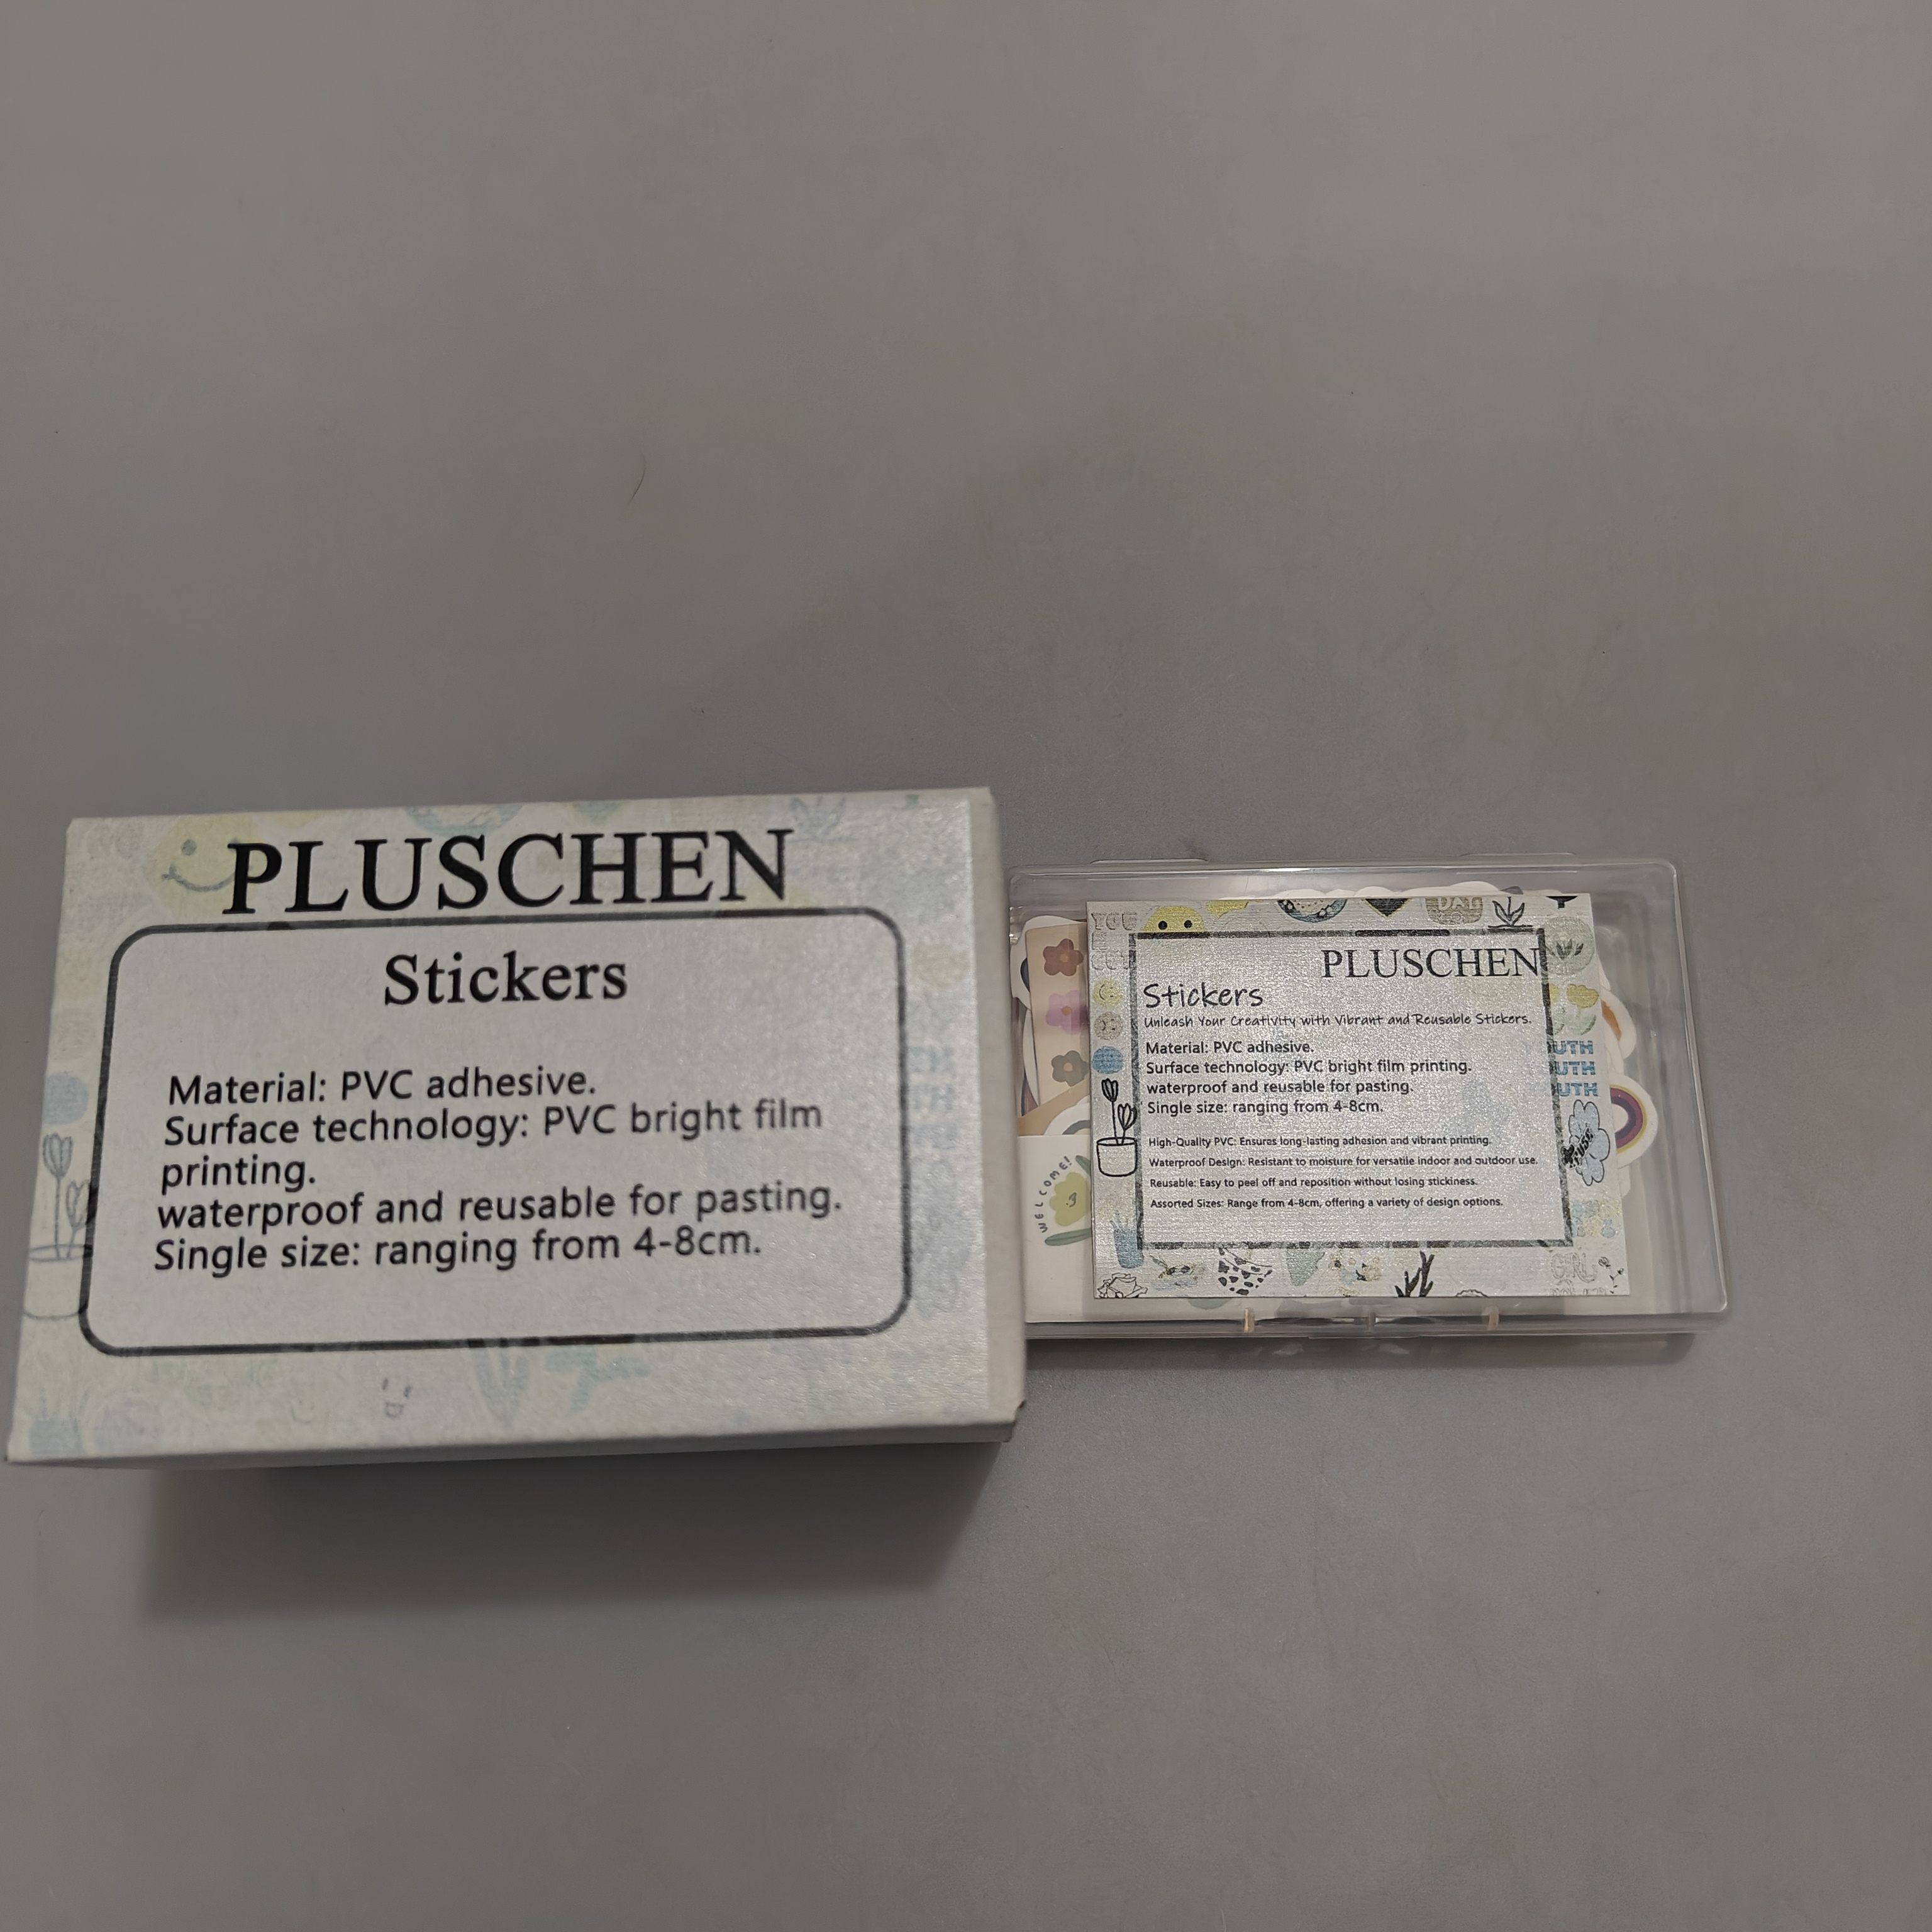 PLUSCHEN
Stickers
Material: PVC adhesive.
Surface technology: PVC bright film
printing.
waterproof and reusable for pasting.
Single size: ranging from 4-8cm.
WELCOME!
YOU
DAY
PLUSCHEN
Stickers
Unleash Your Creativity with Vibrant and Reusable Stickers.
Material: PVC adhesive.
Surface technology: PVC bright film printing.
waterproof and reusable for pasting.
Single size: ranging from 4-8cm.
High-Quality PVC: Ensures long-lasting adhesion and vibrant printing.
Waterproof Design: Resistant to moisture for versatile indoor and outdoor use.
Reusable: Easy to peel off and reposition without losing stickiness.
Assorted Sizes: Range from 4-8cm, offering a variety of design options.
UTH
UTH
UTH